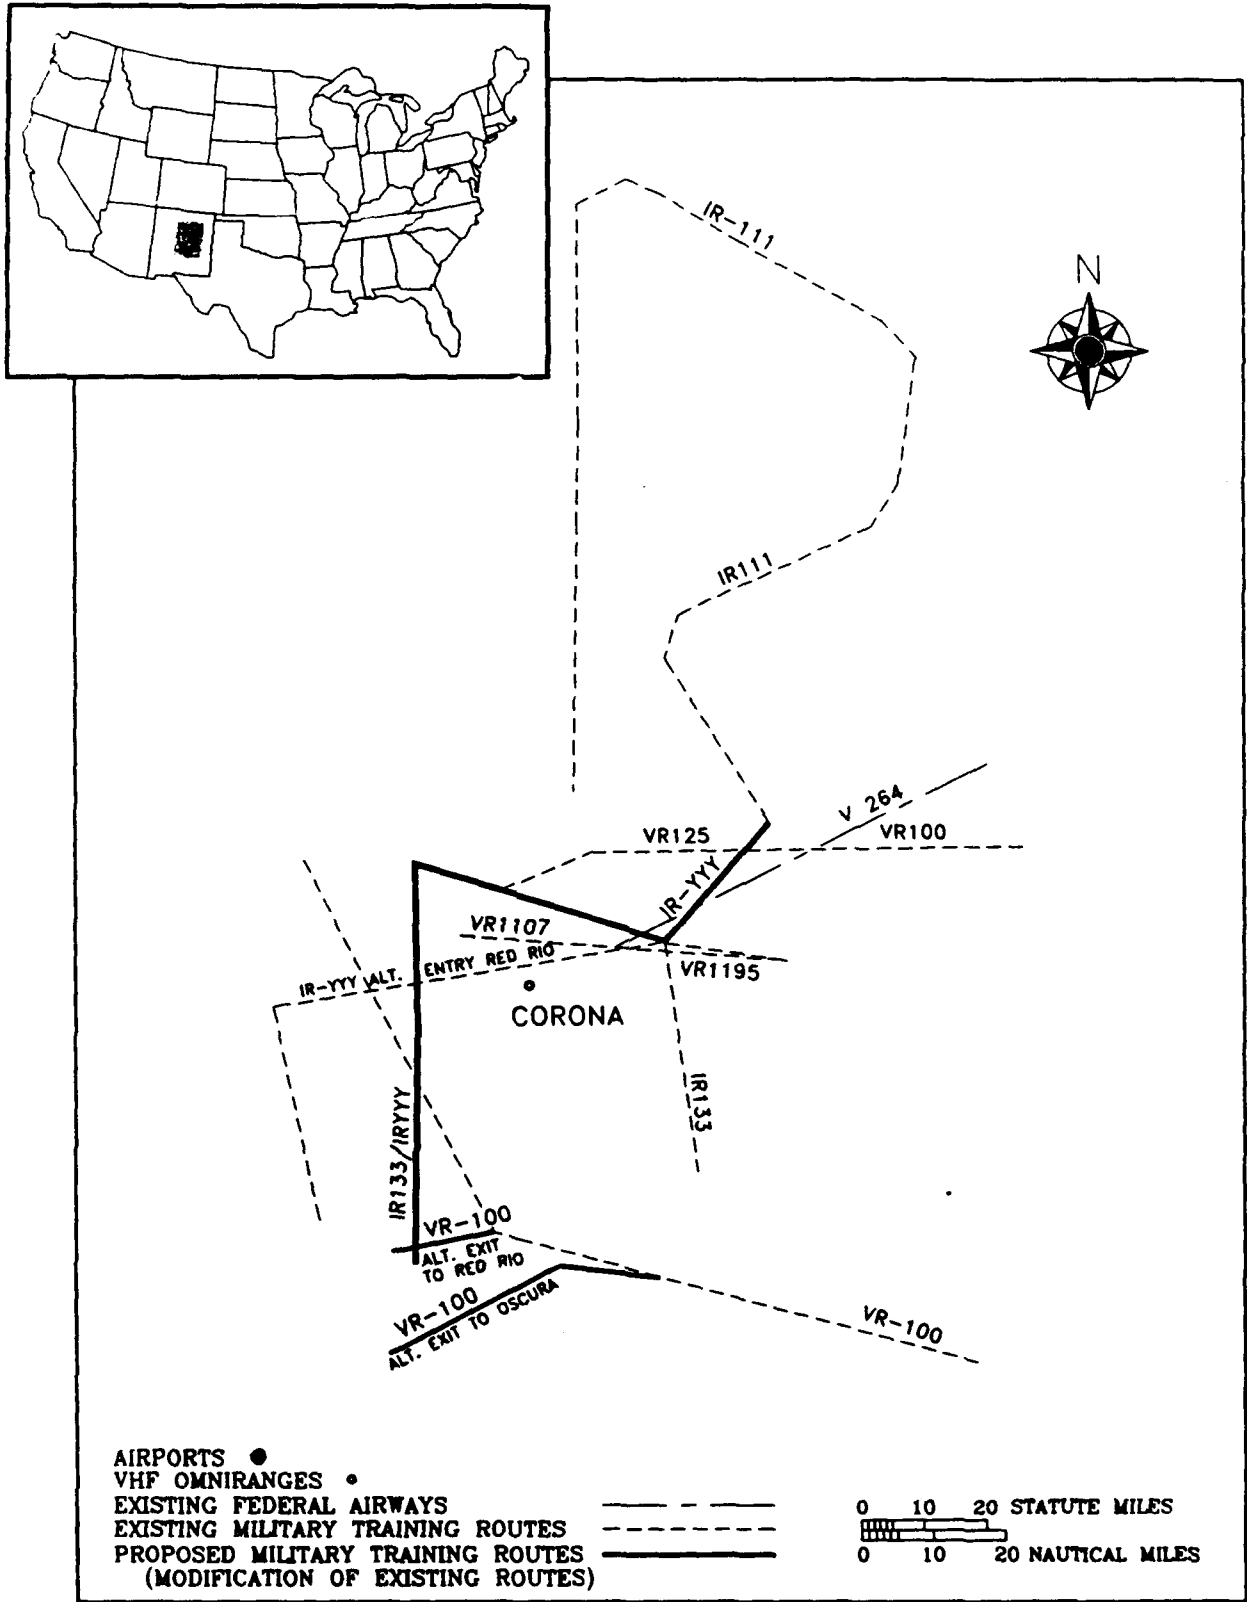 IR-111
N
IR111
V 264
VR125
VR100
IR-YYY
VR1107
IR-YYY ALT. ENTRY RED RIO
VR1195
CORONA
IR133
IR133/IRYYY
VR-100
ALT. EXIT
TO RED RIO
VR-100
ALT. EXIT TO OSCURA
VR-100
AIRPORTS
VHF OMNIRANGES
EXISTING FEDERAL AIRWAYS
EXISTING MILITARY TRAINING ROUTES
PROPOSED MILITARY TRAINING ROUTES
(MODIFICATION OF EXISTING ROUTES)
0 10 20 STATUTE MILES
0 10 20 NAUTICAL MILES